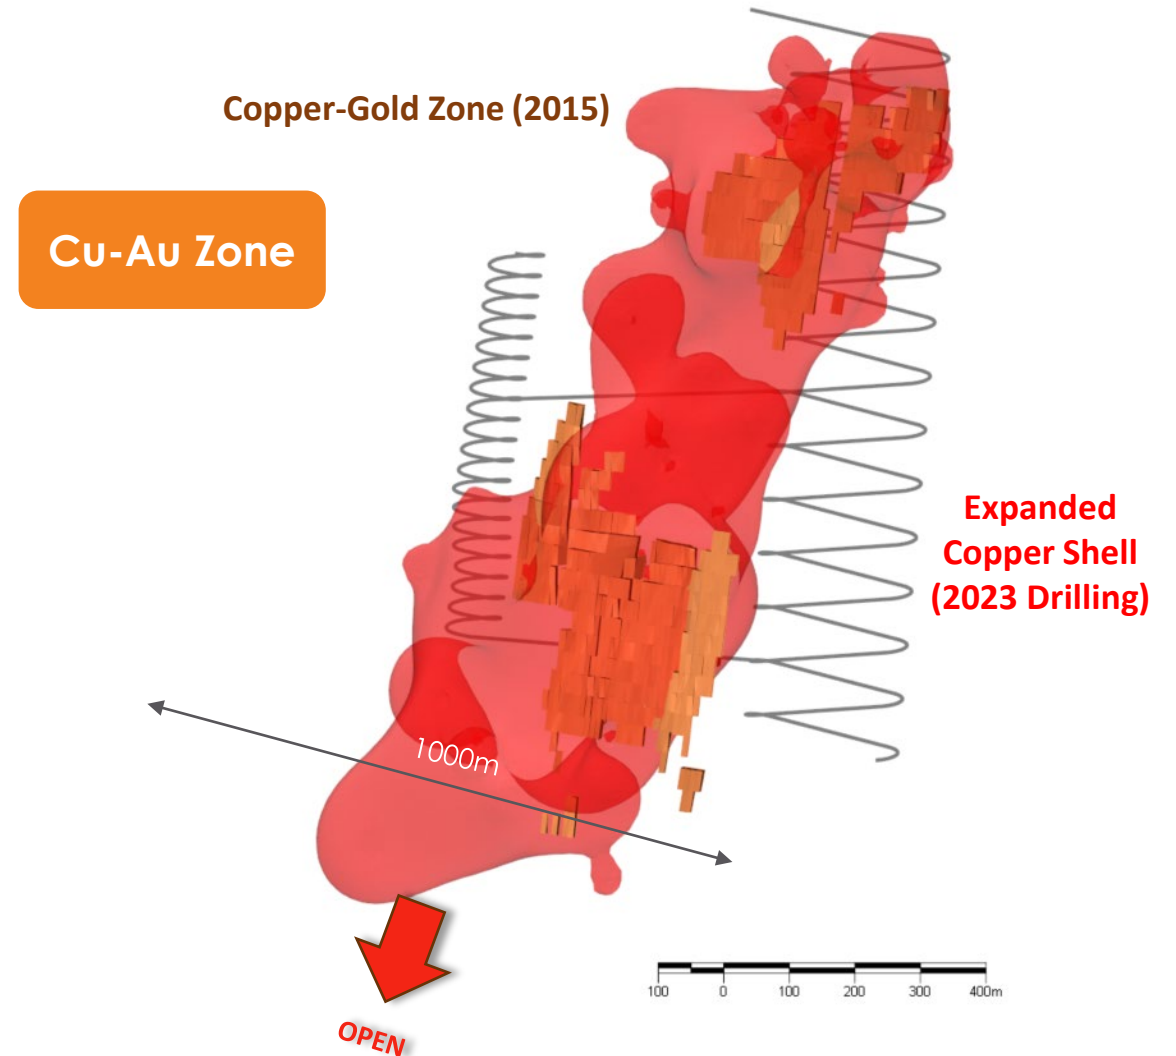 Copper-Gold Zone (2015)
Cu-Au Zone
Expanded
Copper Shell
(2023 Drilling)
1000m
100 0 100 200 300 400m
OPEN